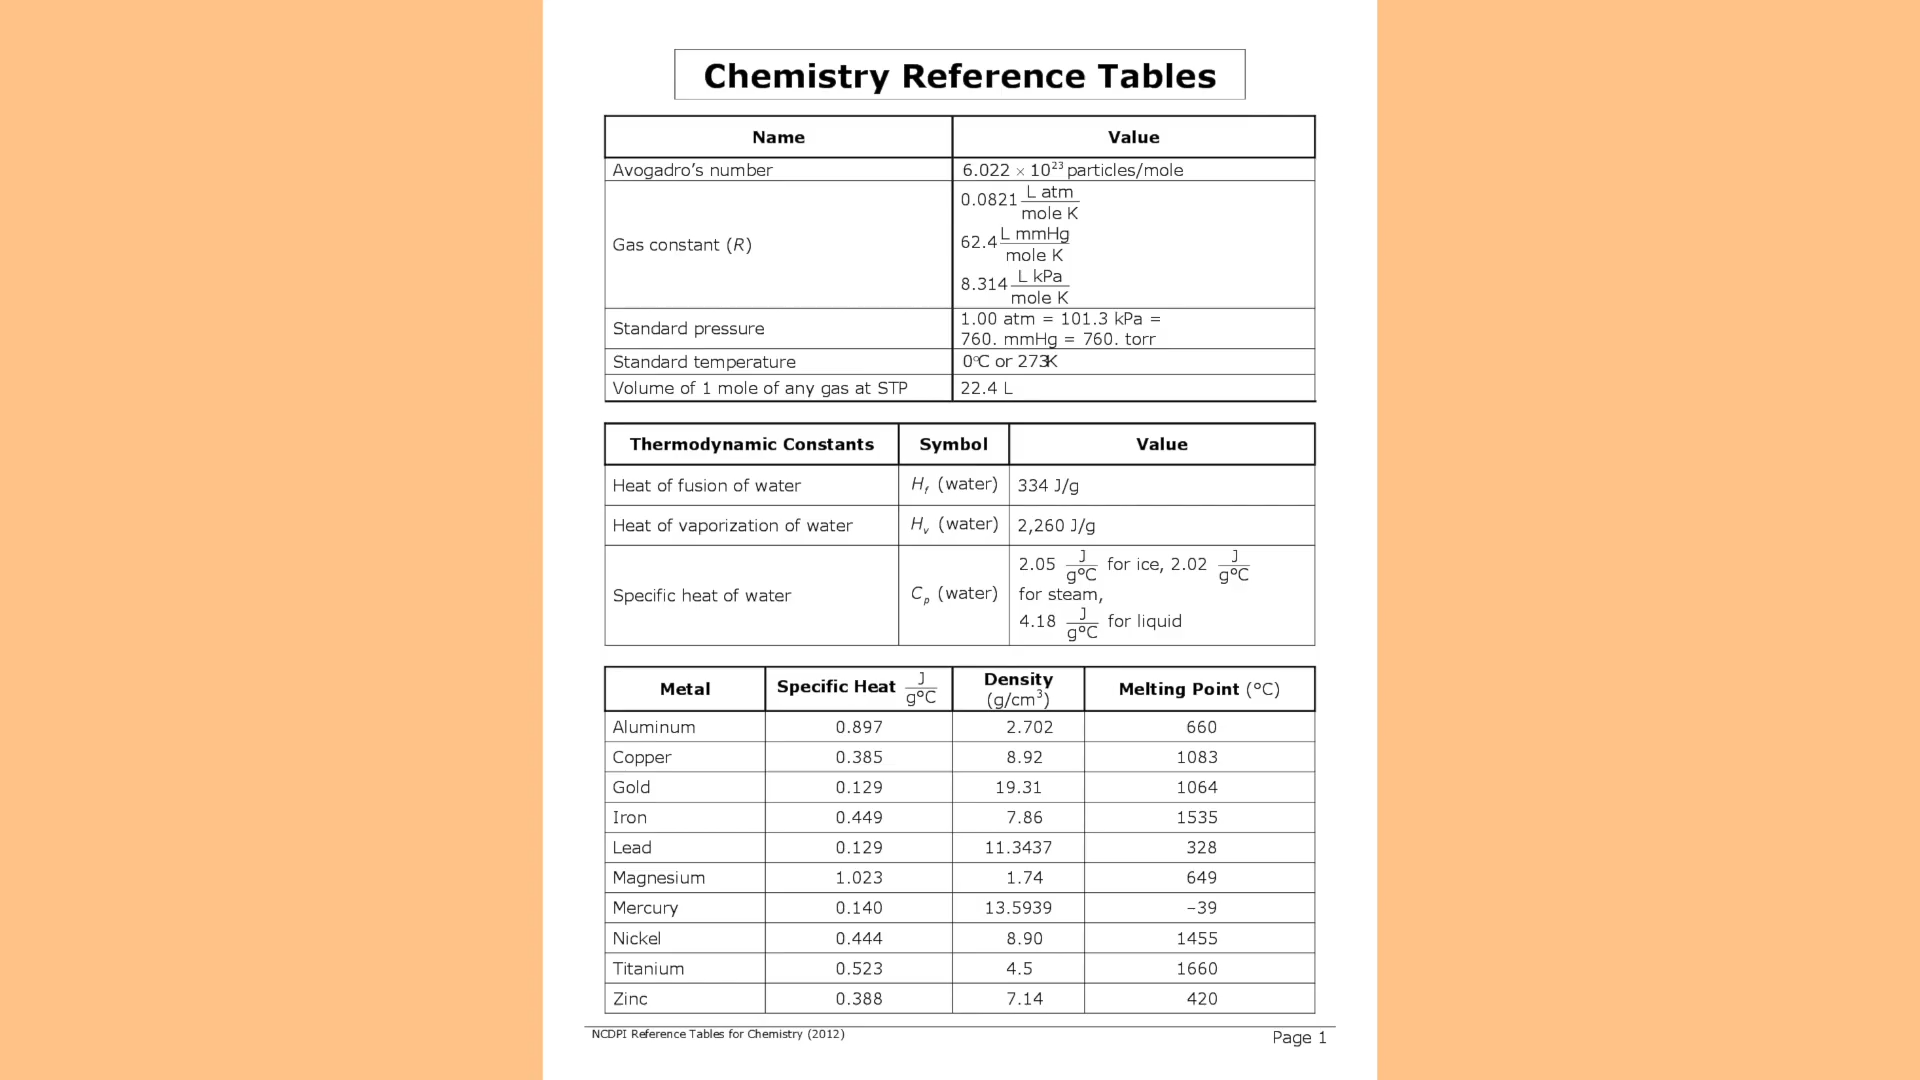 Chemistry Reference Tables
Name Value
Avogadro’s number 6.022 × 10²³ particles/mole
Gas constant (R)
0.0821 L atm
mole K
62.4 L mmHg
mole K
8.314 L kPa
mole K
Standard pressure
1.00 atm = 101.3 kPa =
760. mmHg = 760. torr
Standard temperature 0°C or 273K
Volume of 1 mole of any gas at STP 22.4 L
Thermodynamic Constants Symbol Value
Heat of fusion of water H_f (water) 334 J/g
Heat of vaporization of water H_v (water) 2,260 J/g
Specific heat of water C_p (water)
2.05 J/g°C for ice, 2.02 J/g°C
for steam,
4.18 J/g°C for liquid
Metal Specific Heat J/g°C Density (g/cm³) Melting Point (°C)
Aluminum 0.897 2.702 660
Copper 0.385 8.92 1083
Gold 0.129 19.31 1064
Iron 0.449 7.86 1535
Lead 0.129 11.3437 328
Magnesium 1.023 1.74 649
Mercury 0.140 13.5939 –39
Nickel 0.444 8.90 1455
Titanium 0.523 4.5 1660
Zinc 0.388 7.14 420
NCDPI Reference Tables for Chemistry (2012) Page 1